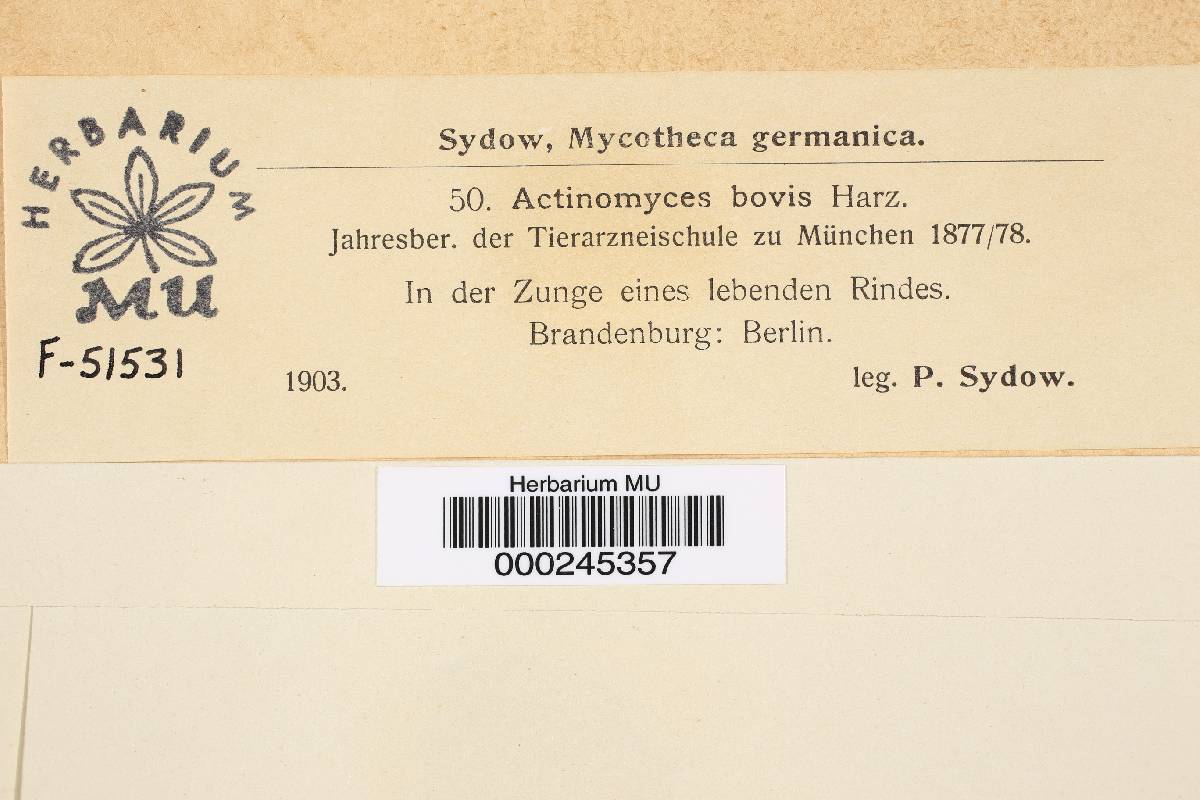 HERBARIUM
MU
F-51531
Sydow, Mycotheca germanica.
50. Actinomyces bovis Harz.
Jahresber. der Tierarzneischule zu München 1877/78.
In der Zunge eines lebenden Rindes.
Brandenburg: Berlin.
1903. leg. P. Sydow.
Herbarium MU
000245357